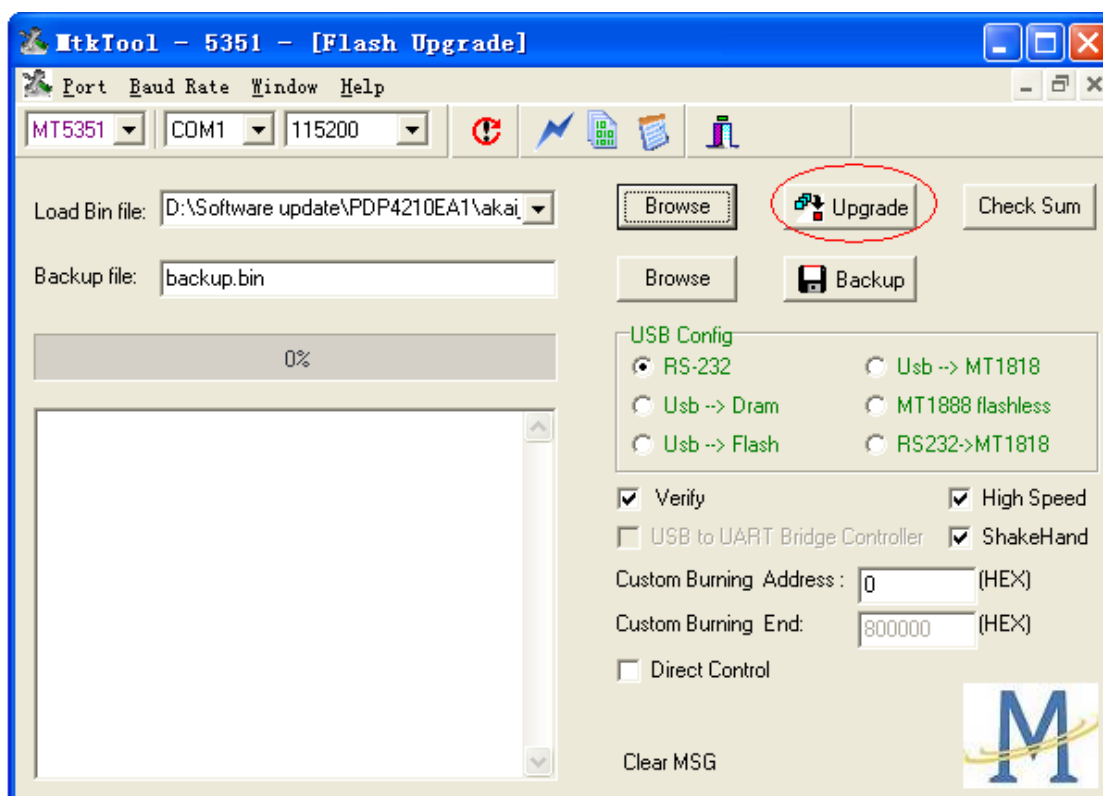 MtkTool - 5351 - [Flash Upgrade]
Port Baud Rate Window Help
MT5351 COM1 115200
Load Bin file: D:\Software update\PDP4210EA1\akai_ Browse Upgrade Check Sum
Backup file: backup.bin Browse Backup
0%
USB Config
RS-232 Usb --> MT1818
Usb --> Dram MT1888 flashless
Usb --> Flash RS232->MT1818
Verify High Speed
USB to UART Bridge Controller ShakeHand
Custom Burning Address : 0 (HEX)
Custom Burning End: 800000 (HEX)
Direct Control
Clear MSG
M